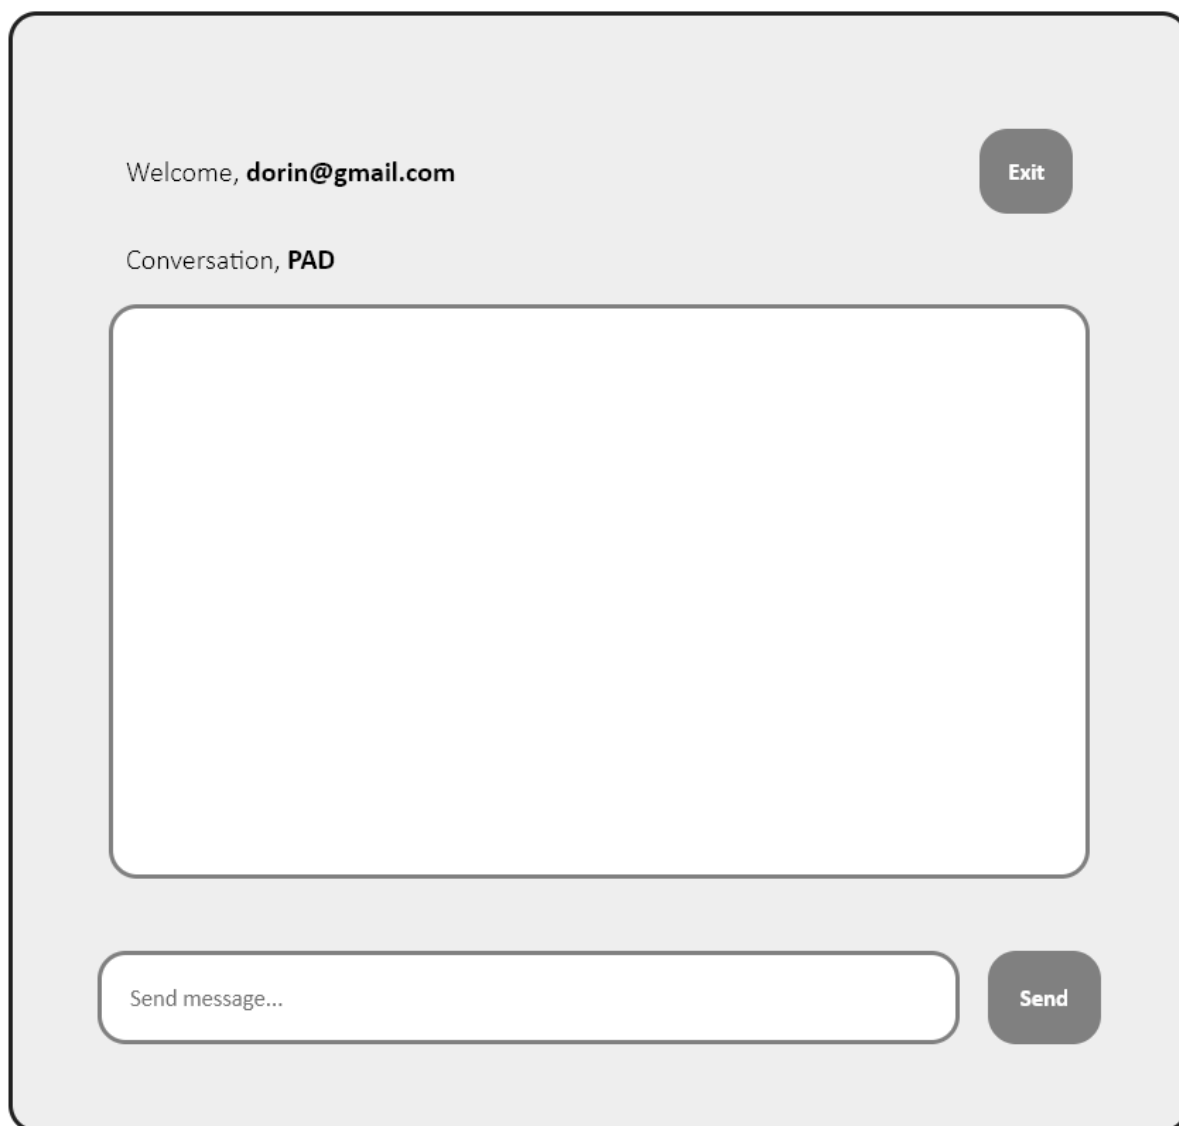 Welcome, dorin@gmail.com
Exit
Conversation, PAD
Send message...
Send